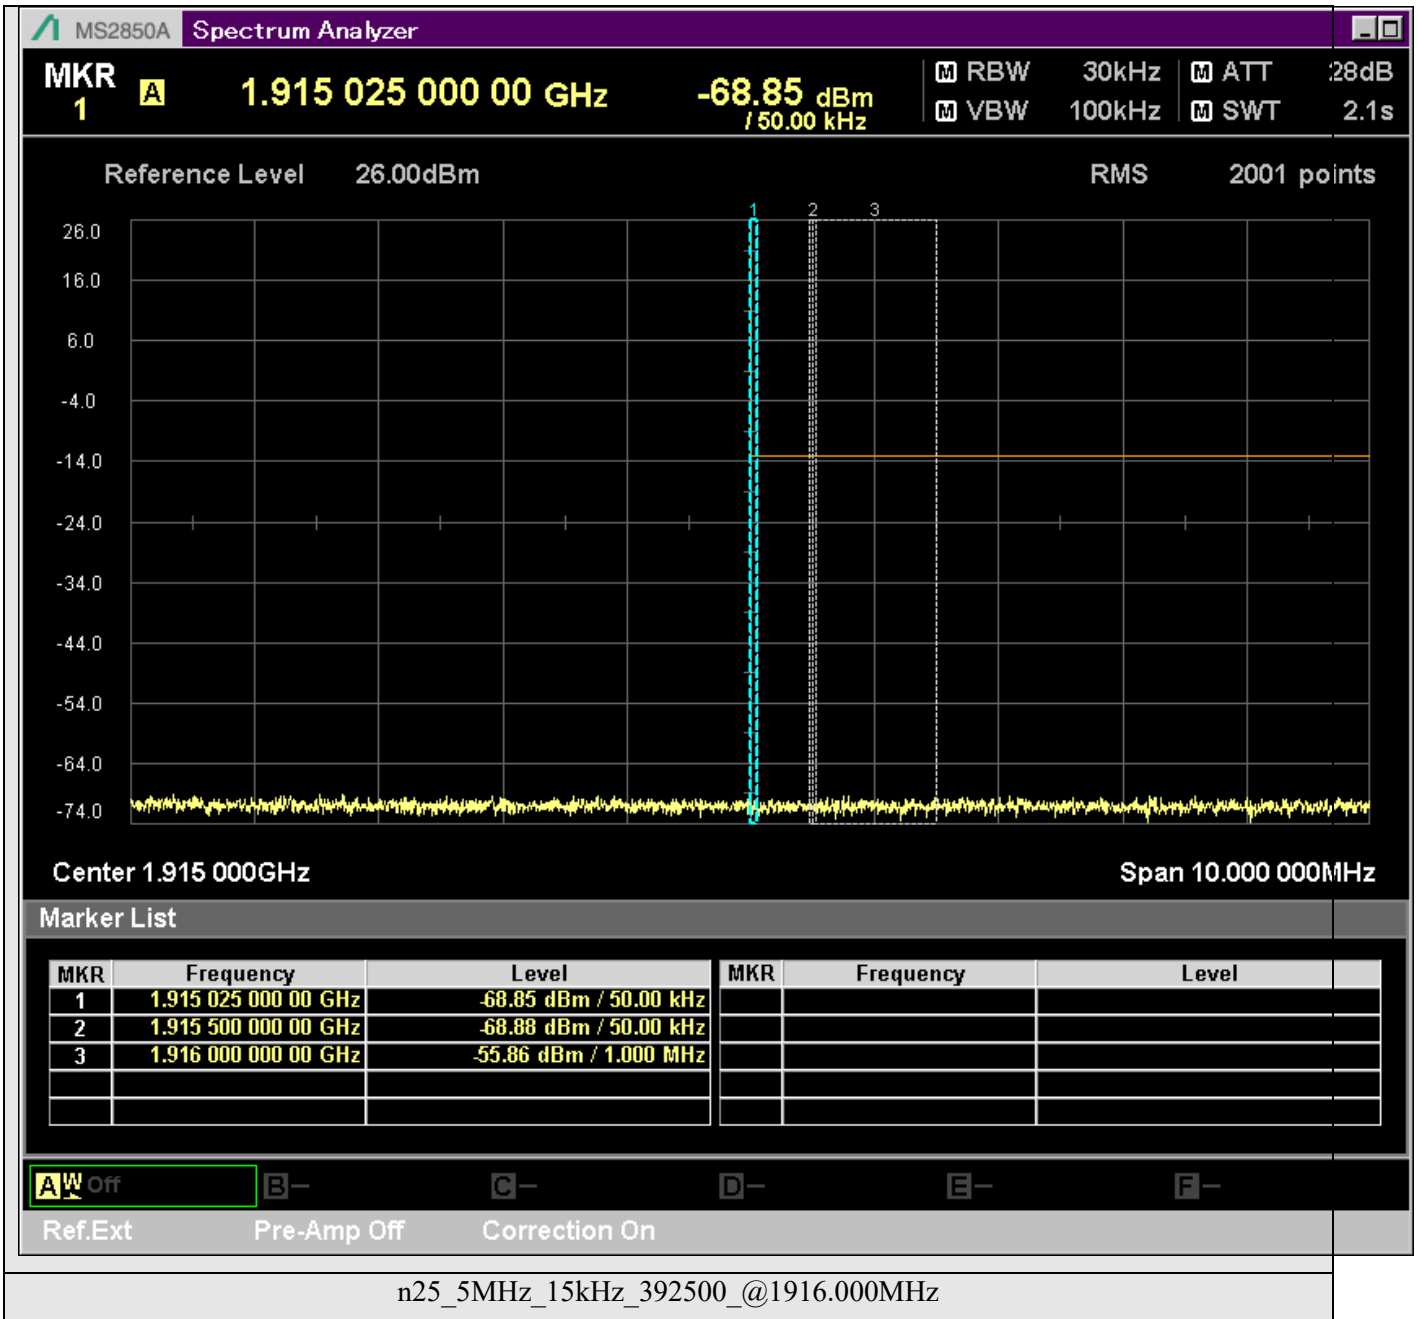 MS2850A Spectrum Analyzer
MKR 1 A 1.915 025 000 00 GHz -68.85 dBm / 50.00 kHz
M RBW 30kHz M ATT 28dB
M VBW 100kHz M SWT 2.1s
Reference Level 26.00dBm RMS 2001 points
1 2 3
26.0
16.0
6.0
-4.0
-14.0
-24.0
-34.0
-44.0
-54.0
-64.0
-74.0
Center 1.915 000GHz Span 10.000 000MHz
Marker List
MKR Frequency Level MKR Frequency Level
1 1.915 025 000 00 GHz -68.85 dBm / 50.00 kHz
2 1.915 500 000 00 GHz -68.88 dBm / 50.00 kHz
3 1.916 000 000 00 GHz -55.86 dBm / 1.000 MHz
A W Off B — C — D — E — F —
Ref.Ext Pre-Amp Off Correction On
n25_5MHz_15kHz_392500_@1916.000MHz